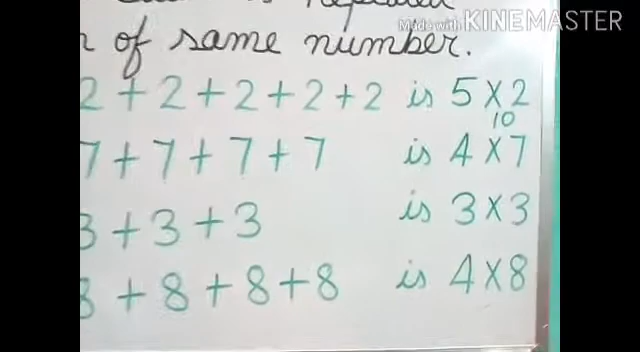 repeated
Made with KINEMASTER
of same number.
2 + 2 + 2 + 2 + 2 is 5 X 2
10
7 + 7 + 7 + 7 is 4 X 7
3 + 3 + 3 is 3 X 3
8 + 8 + 8 + 8 is 4 X 8